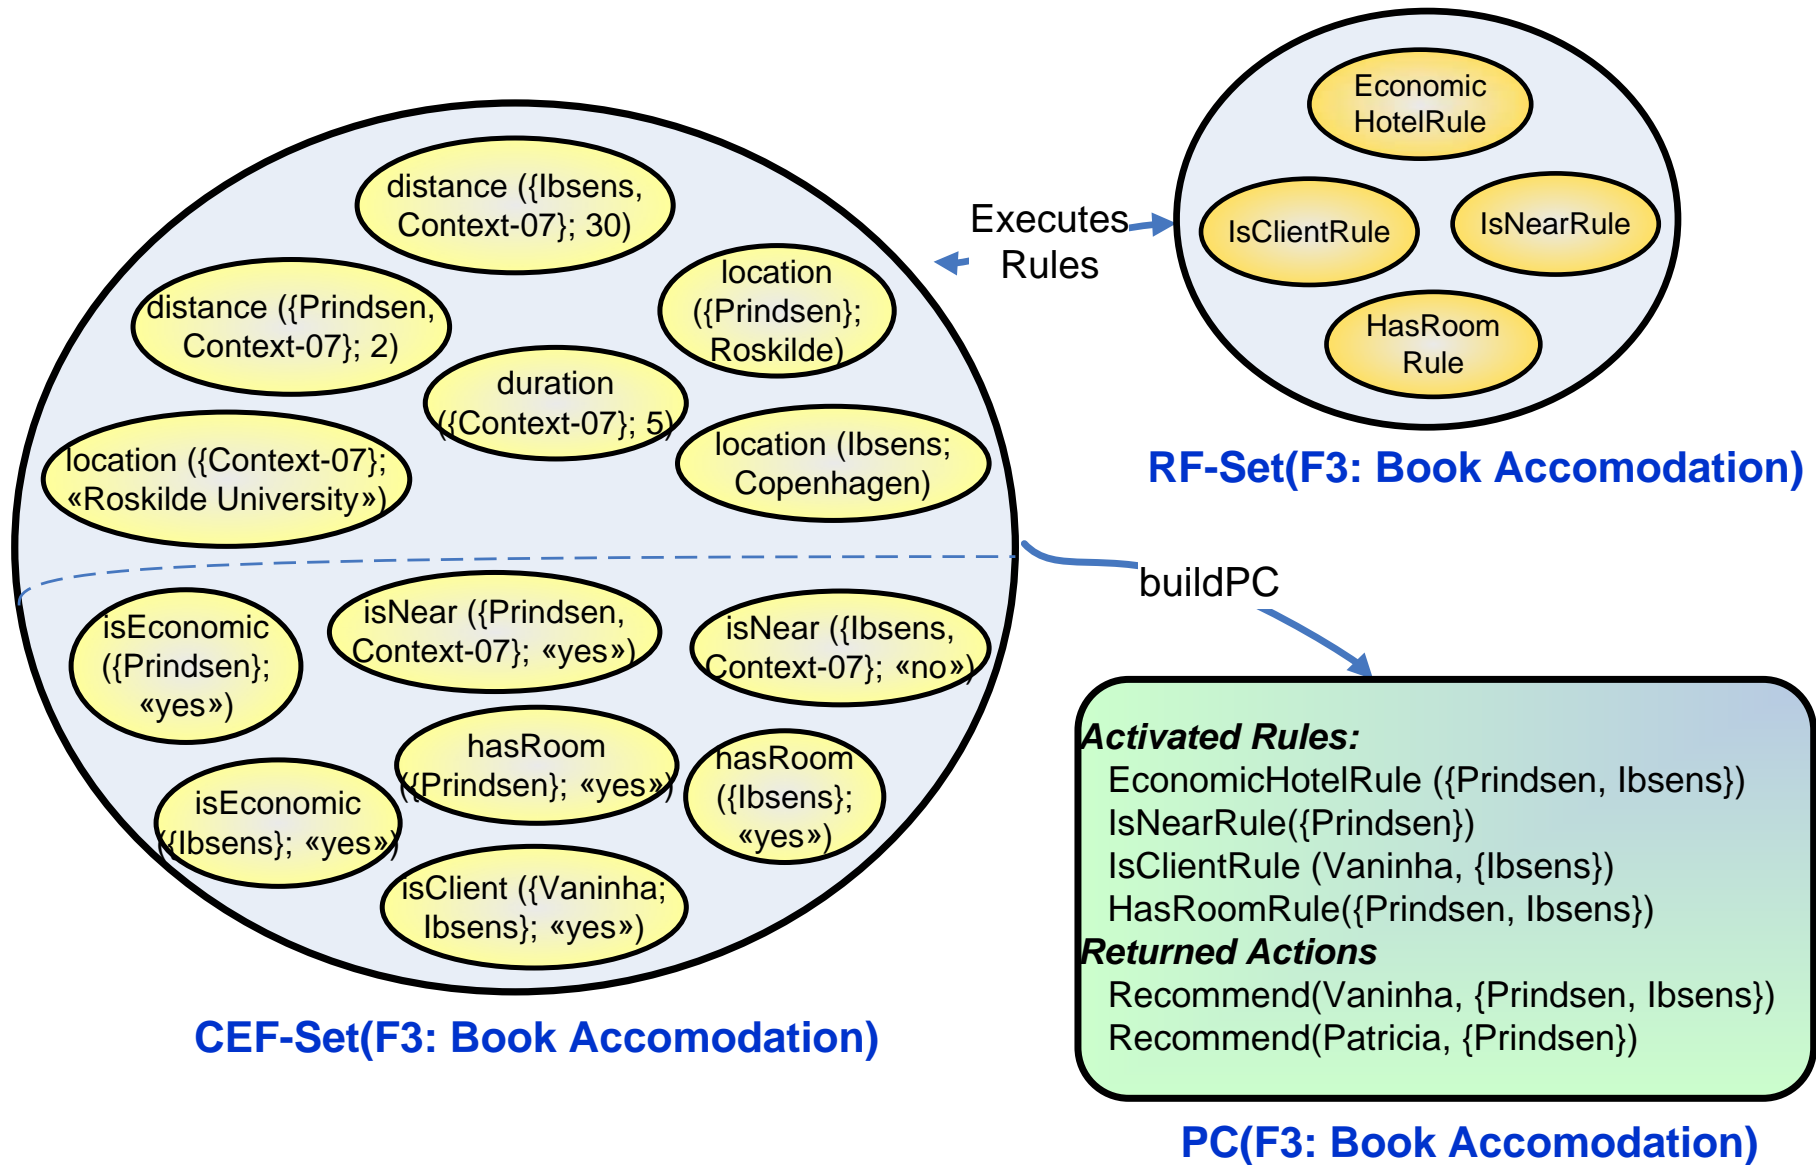 distance ({Ibsens,
Context-07}; 30)
distance ({Prindsen,
Context-07}; 2)
location
({Prindsen};
Roskilde)
duration
({Context-07}; 5)
location ({Context-07};
«Roskilde University»)
location (Ibsens;
Copenhagen)
isEconomic
({Prindsen};
«yes»)
isNear ({Prindsen,
Context-07}; «yes»)
isNear ({Ibsens,
Context-07}; «no»)
hasRoom
({Prindsen}; «yes»)
hasRoom
({Ibsens};
«yes»)
isEconomic
({Ibsens}; «yes»)
isClient ({Vaninha;
Ibsens}; «yes»)
CEF-Set(F3: Book Accomodation)
Executes
Rules
Economic
HotelRule
IsClientRule
IsNearRule
HasRoom
Rule
RF-Set(F3: Book Accomodation)
buildPC
Activated Rules:
EconomicHotelRule ({Prindsen, Ibsens})
IsNearRule({Prindsen})
IsClientRule (Vaninha, {Ibsens})
HasRoomRule({Prindsen, Ibsens})
Returned Actions
Recommend(Vaninha, {Prindsen, Ibsens})
Recommend(Patricia, {Prindsen})
PC(F3: Book Accomodation)